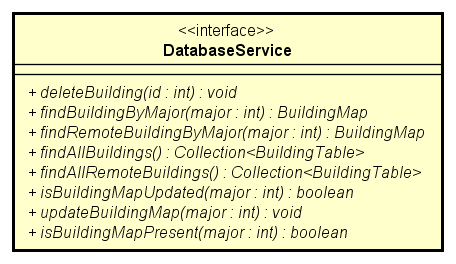 <<interface>>
DatabaseService
+ deleteBuilding(id : int) : void
+ findBuildingByMajor(major : int) : BuildingMap
+ findRemoteBuildingByMajor(major : int) : BuildingMap
+ findAllBuildings() : Collection<BuildingTable>
+ findAllRemoteBuildings() : Collection<BuildingTable>
+ isBuildingMapUpdated(major : int) : boolean
+ updateBuildingMap(major : int) : void
+ isBuildingMapPresent(major : int) : boolean